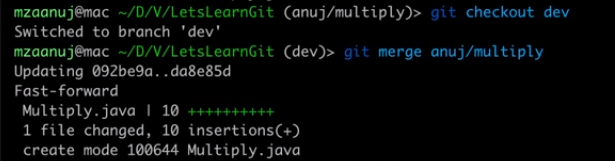 mzaanuj@mac ~/D/V/LetsLearnGit (anuj/multiply)> git checkout dev
Switched to branch 'dev'
mzaanuj@mac ~/D/V/LetsLearnGit (dev)> git merge anuj/multiply
Updating 092be9a..da8e85d
Fast-forward
 Multiply.java | 10 ++++++++++
 1 file changed, 10 insertions(+)
 create mode 100644 Multiply.java